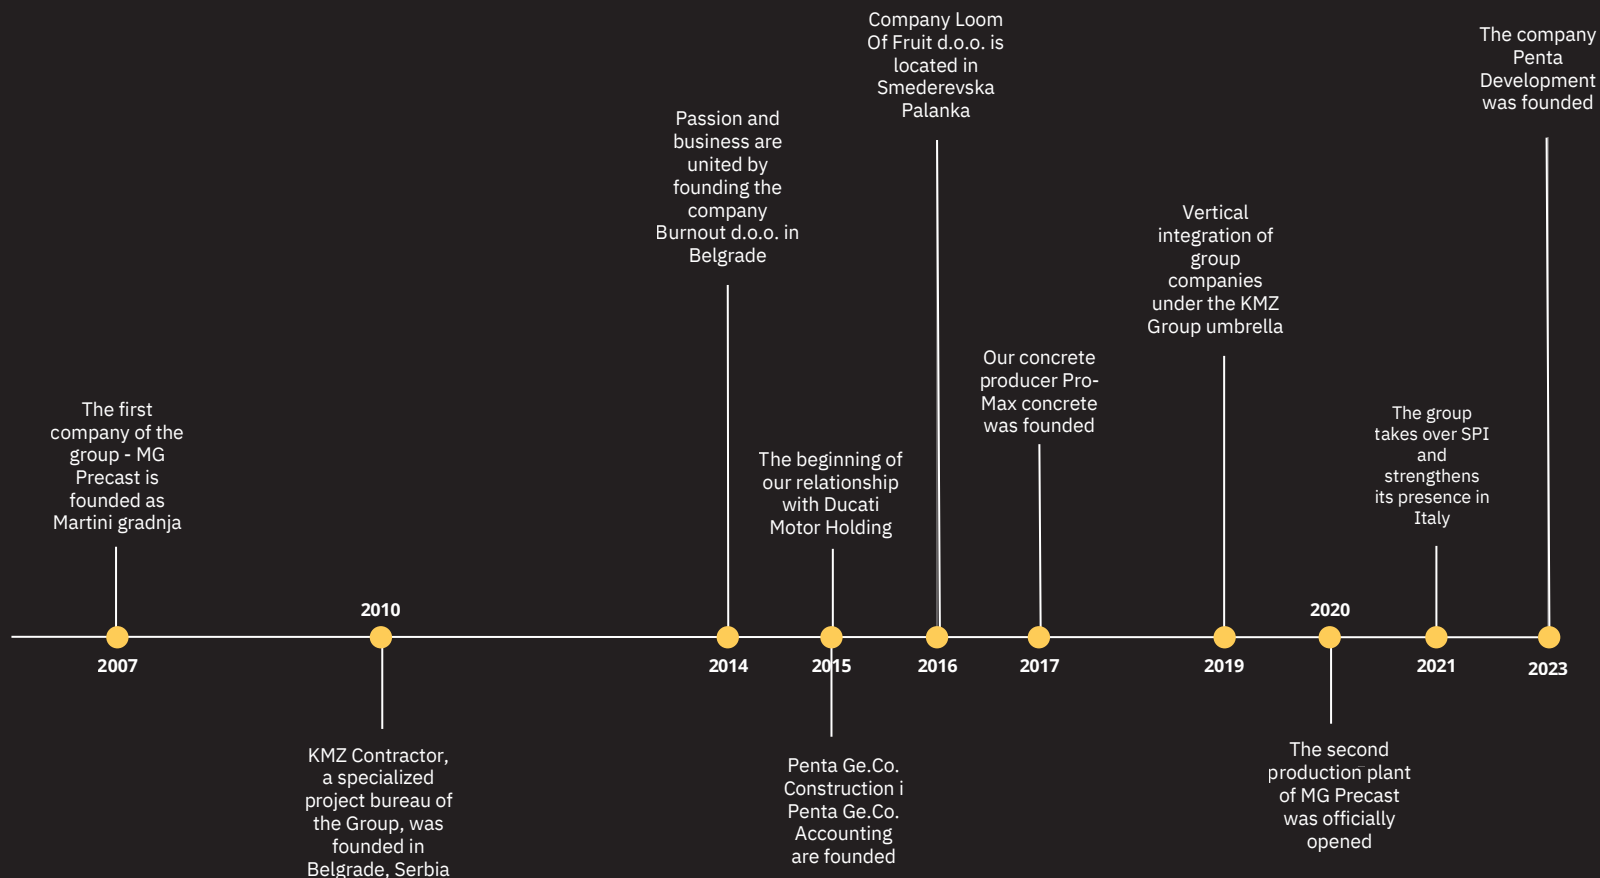 The first
company of the
group - MG
Precast is
founded as
Martini gradnja
2007
2010
KMZ Contractor,
a specialized
project bureau of
the Group, was
founded in
Belgrade, Serbia
Passion and
business are
united by
founding the
company
Burnout d.o.o. in
Belgrade
2014
The beginning of
our relationship
with Ducati
Motor Holding
2015
Penta Ge.Co.
Construction i
Penta Ge.Co.
Accounting
are founded
Company Loom
Of Fruit d.o.o. is
located in
Smederevska
Palanka
2016
Our concrete
producer Pro-
Max concrete
was founded
2017
Vertical
integration of
group
companies
under the KMZ
Group umbrella
2019
2020
The second
production plant
of MG Precast
was officially
opened
The group
takes over SPI
and
strengthens
its presence in
Italy
2021
The company
Penta
Development
was founded
2023